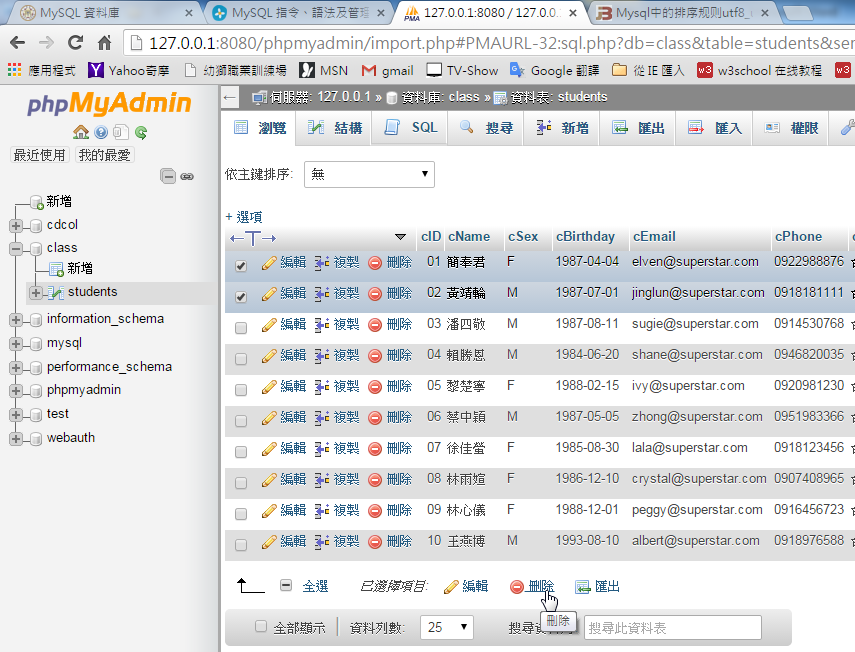 MySQL 資料庫
MySQL 指令、語法及管理
127.0.0.1:8080 / 127.0.0.
Mysql中的排序规则utf8_
127.0.0.1:8080/phpmyadmin/import.php#PMAURL-32:sql.php?db=class&table=students&ser
應用程式 Yahoo奇摩 幼獅職業訓練場 MSN gmail TV-Show Google 翻譯 從 IE 匯入 w3school 在线教程
phpMyAdmin
最近使用 我的最愛
新增
cdcol
class
新增
students
information_schema
mysql
performance_schema
phpmyadmin
test
webauth
伺服器: 127.0.0.1 » 資料庫: class » 資料表: students
瀏覽 結構 SQL 搜尋 新增 匯出 匯入 權限
依主鍵排序: 無
+ 選項
cID cName cSex cBirthday cEmail cPhone
編輯 複製 刪除 01 簡奉君 F 1987-04-04 elven@superstar.com 0922988876
編輯 複製 刪除 02 黃靖輪 M 1987-07-01 jinglun@superstar.com 0918181111
編輯 複製 刪除 03 潘四敬 M 1987-08-11 sugie@superstar.com 0914530768
編輯 複製 刪除 04 賴勝恩 M 1984-06-20 shane@superstar.com 0946820035
編輯 複製 刪除 05 黎楚寧 F 1988-02-15 ivy@superstar.com 0920981230
編輯 複製 刪除 06 蔡中穎 M 1987-05-05 zhong@superstar.com 0951983366
編輯 複製 刪除 07 徐佳螢 F 1985-08-30 lala@superstar.com 0918123456
編輯 複製 刪除 08 林雨媗 F 1986-12-10 crystal@superstar.com 0907408965
編輯 複製 刪除 09 林心儀 F 1988-12-01 peggy@superstar.com 0916456723
編輯 複製 刪除 10 王燕博 M 1993-08-10 albert@superstar.com 0918976588
全選 已選擇項目: 編輯 刪除 匯出
刪除
全部顯示 資料列數: 25 搜尋資料列: 搜尋此資料表